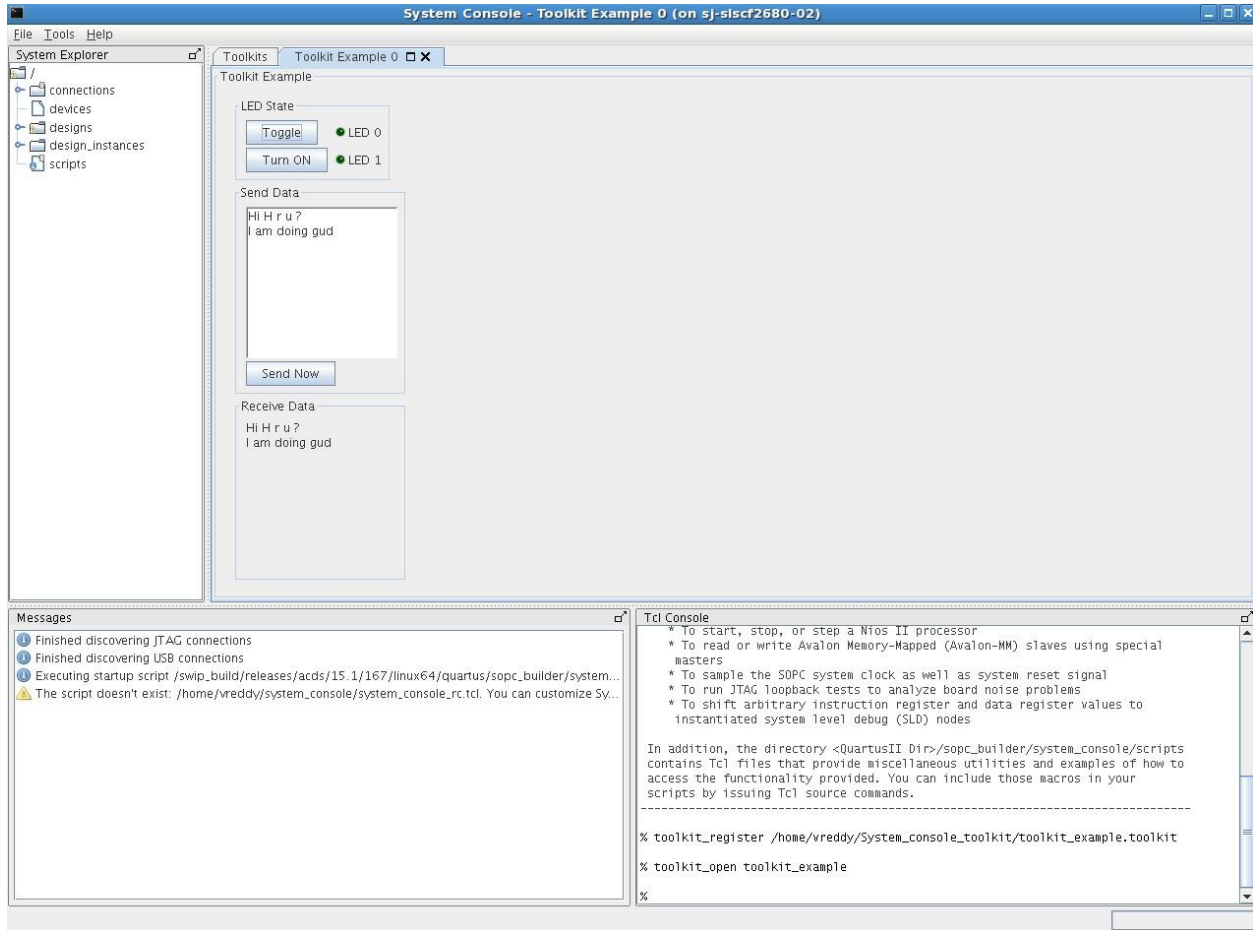 System Console - Toolkit Example 0 (on sj-slscf2680-02)
File Tools Help
System Explorer
/
connections
devices
designs
design_instances
scripts
Toolkits
Toolkit Example 0
Toolkit Example
LED State
Toggle
LED 0
Turn ON
LED 1
Send Data
Hi H r u ?
I am doing gud
Send Now
Receive Data
Hi H r u ?
I am doing gud
Messages
Finished discovering JTAG connections
Finished discovering USB connections
Executing startup script /swip_build/releases/acds/15.1/167/linux64/quartus/sopc_builder/system...
The script doesn't exist: /home/vreddy/system_console/system_console_rc.tcl. You can customize Sy...
Tcl Console
* To start, stop, or step a Nios II processor
* To read or write Avalon Memory-Mapped (Avalon-MM) slaves using special
masters
* To sample the SOPC system clock as well as system reset signal
* To run JTAG loopback tests to analyze board noise problems
* To shift arbitrary instruction register and data register values to
instantiated system level debug (SLD) nodes
In addition, the directory <QuartusII Dir>/sopc_builder/system_console/scripts
contains Tcl files that provide miscellaneous utilities and examples of how to
access the functionality provided. You can include those macros in your
scripts by issuing Tcl source commands.
--------------------------------------------------------------------------------
% toolkit_register /home/vreddy/System_console_toolkit/toolkit_example.toolkit
% toolkit_open toolkit_example
%